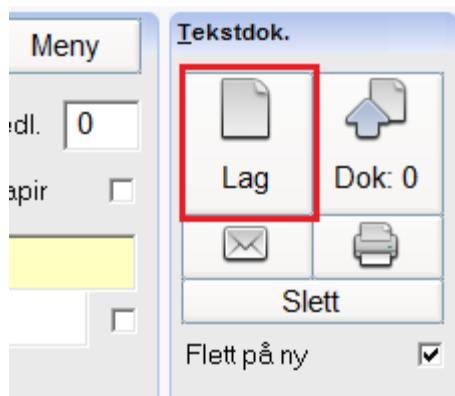 Meny
Tekstdok.
edl. 0
apir
Lag
Dok: 0
Slett
Flett på ny